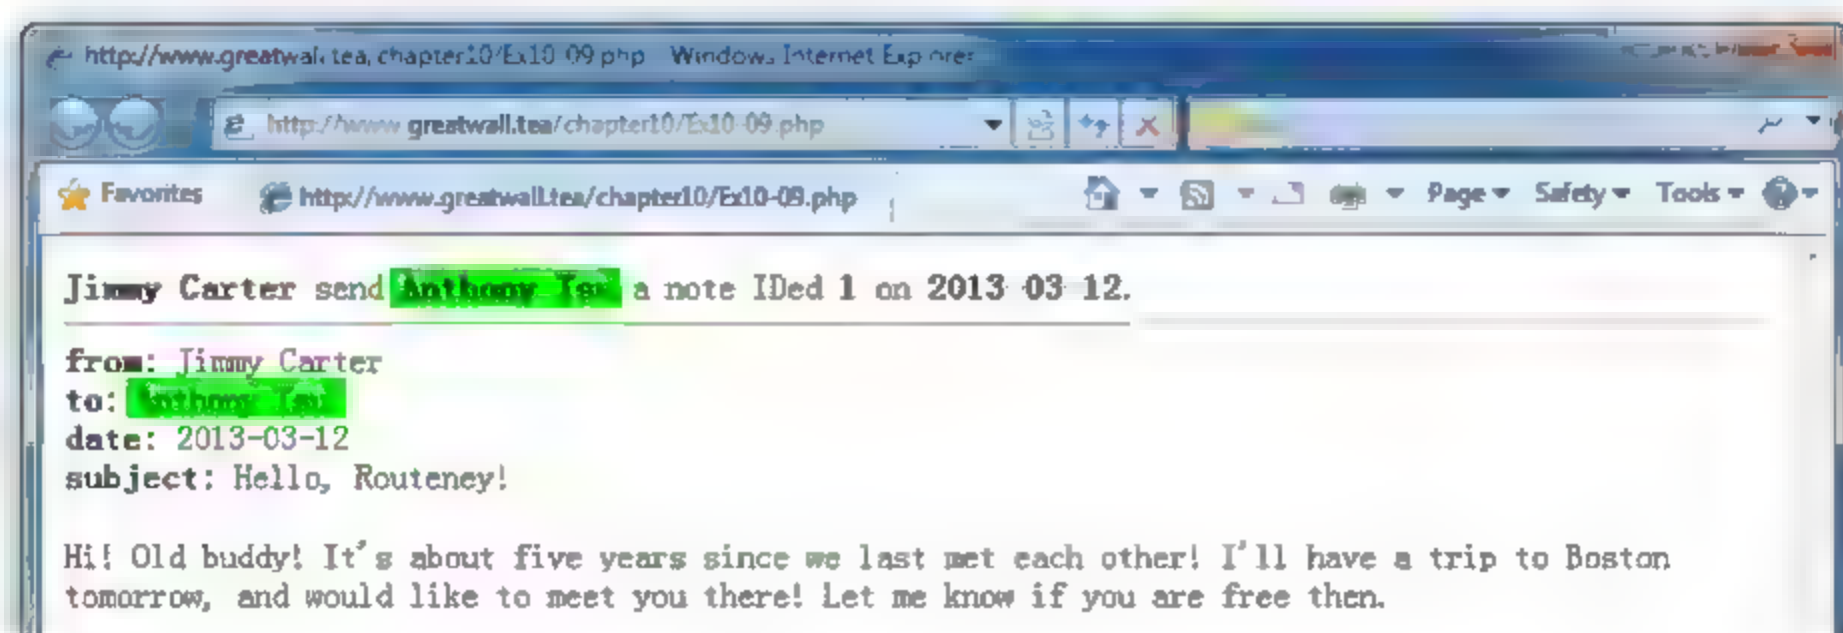 http://www.greatwall.tea/chapter10/Ex10-09.php Windows Internet Explorer
http://www.greatwall.tea/chapter10/Ex10-09.php
Favorites http://www.greatwall.tea/chapter10/Ex10-09.php Page Safety Tools
Jimmy Carter send Anthony a note IDed 1 on 2013-03-12.
from: Jimmy Carter
to: Anthony
date: 2013-03-12
subject: Hello, Routeney!
Hi! Old buddy! It's about five years since we last met each other! I'll have a trip to Boston
tomorrow, and would like to meet you there! Let me know if you are free then.